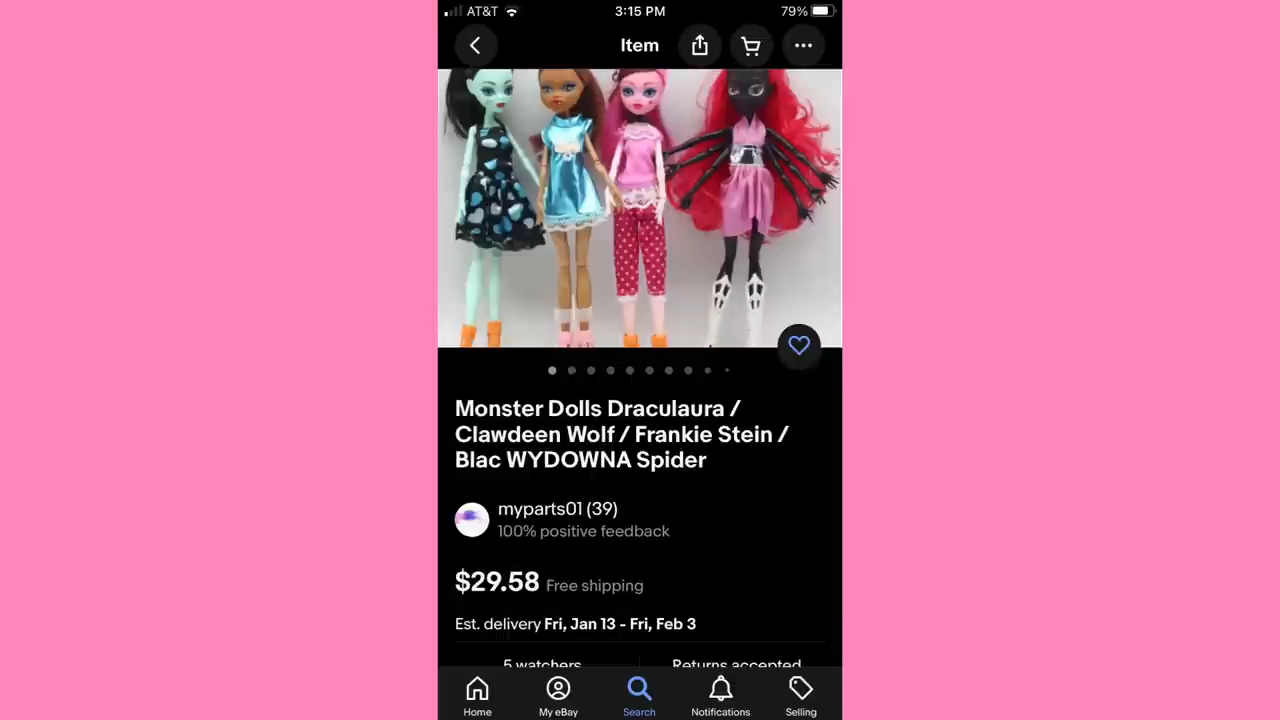 AT&T 3:15 PM 79%
Item
Monster Dolls Draculaura /
Clawdeen Wolf / Frankie Stein /
Blac WYDOWNA Spider
myparts01 (39)
100% positive feedback
$29.58 Free shipping
Est. delivery Fri, Jan 13 - Fri, Feb 3
5 watchers Returns accepted
Home My eBay Search Notifications Selling